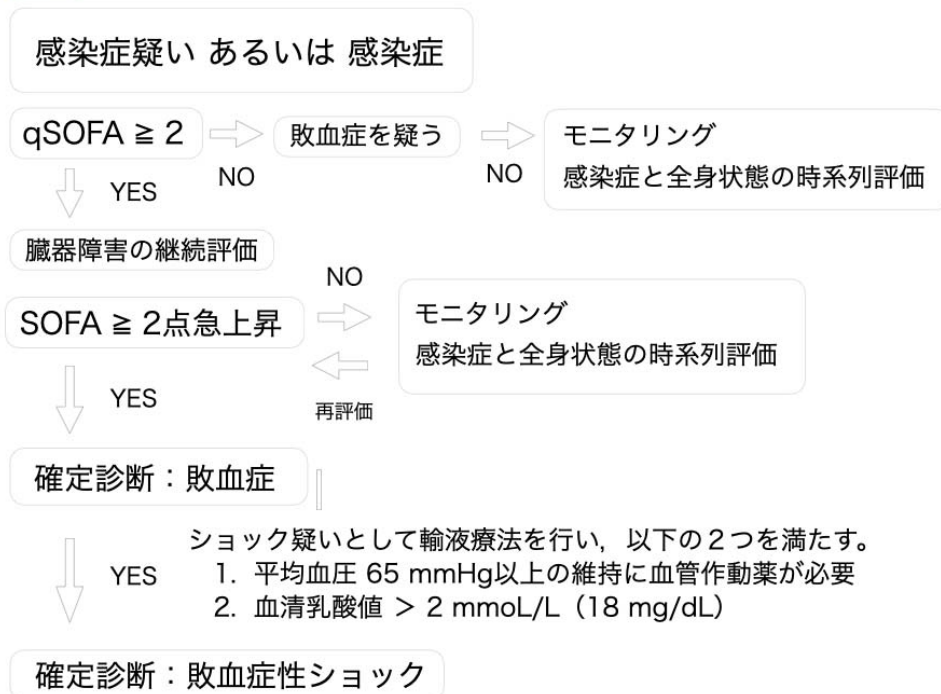 感染症疑い あるいは 感染症
qSOFA ≧ 2
NO
敗血症を疑う
NO
モニタリング
感染症と全身状態の時系列評価
YES
臓器障害の継続評価
SOFA ≧ 2点急上昇
NO
再評価
モニタリング
感染症と全身状態の時系列評価
YES
確定診断：敗血症
YES
ショック疑いとして輸液療法を行い，以下の２つを満たす。
1. 平均血圧 65 mmHg以上の維持に血管作動薬が必要
2. 血清乳酸値 > 2 mmoL/L（18 mg/dL）
確定診断：敗血症性ショック